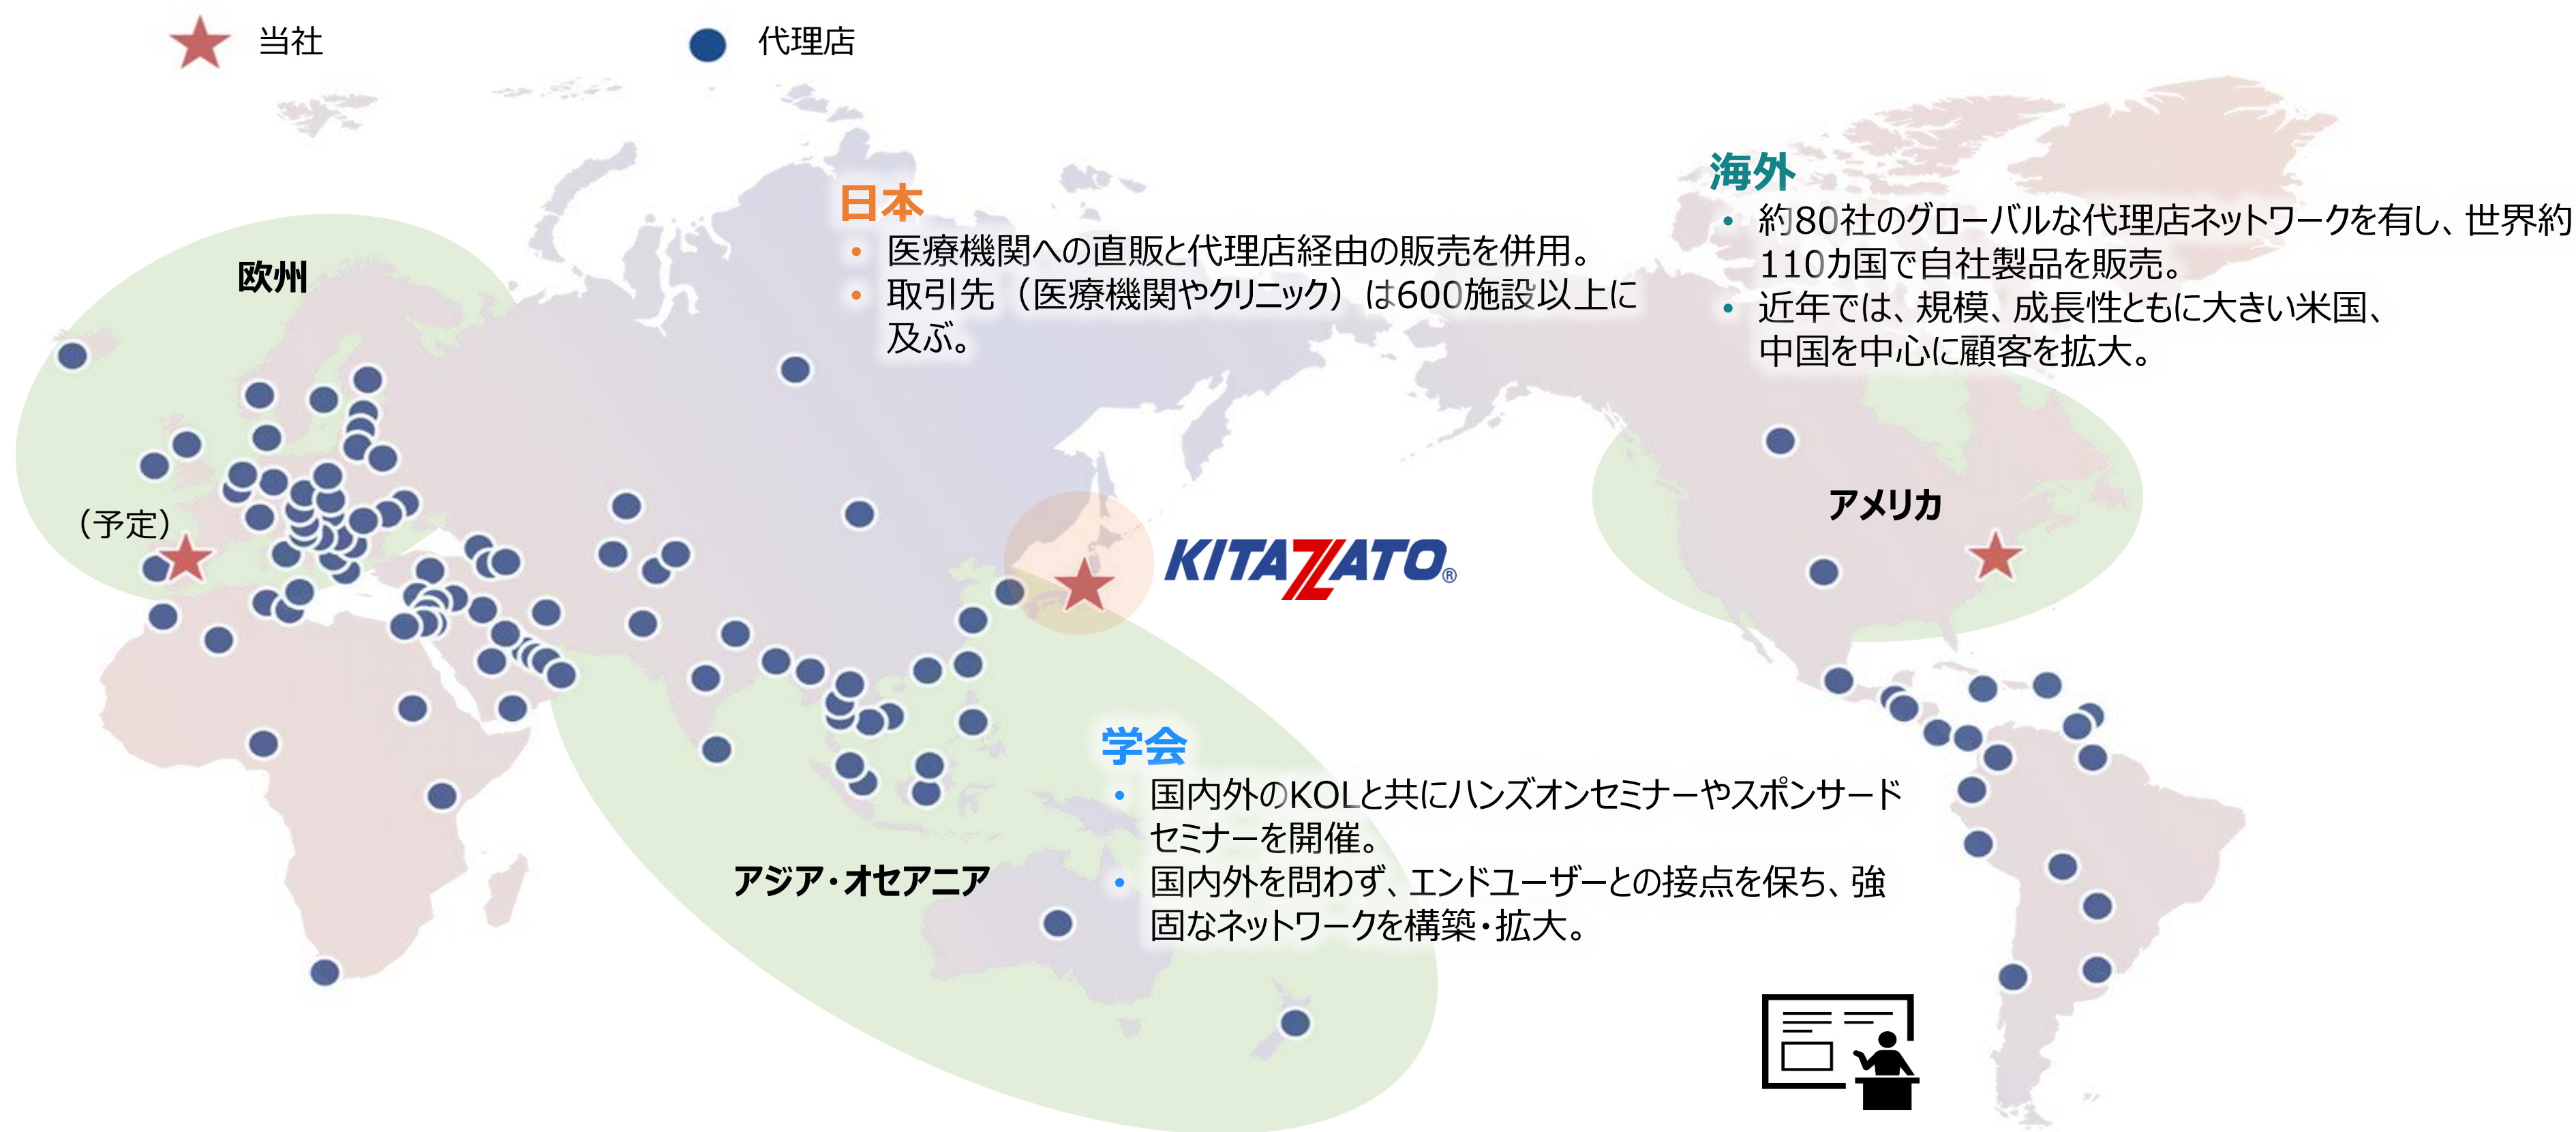 当社
代理店
日本
• 医療機関への直販と代理店経由の販売を併用。
• 取引先（医療機関やクリニック）は600施設以上に
及ぶ。
海外
• 約80社のグローバルな代理店ネットワークを有し、世界約
110カ国で自社製品を販売。
• 近年では、規模、成長性ともに大きい米国、
中国を中心に顧客を拡大。
欧州
（予定）
KITAZATO®
アメリカ
学会
• 国内外のKOLと共にハンズオンセミナーやスポンサード
セミナーを開催。
• 国内外を問わず、エンドユーザーとの接点を保ち、強
固なネットワークを構築・拡大。
アジア・オセアニア